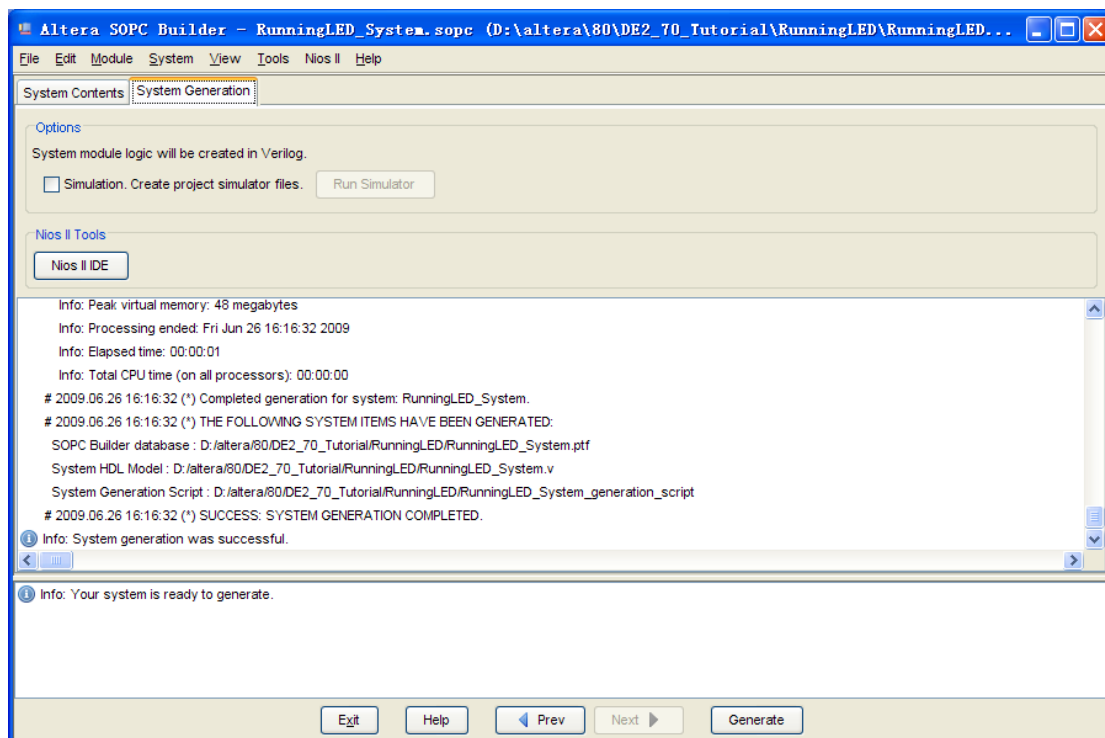 Altera SOPC Builder - RunningLED_System.sopc (D:\altera\80\DE2_70_Tutorial\RunningLED\RunningLED...
File Edit Module System View Tools Nios II Help
System Contents System Generation
Options
System module logic will be created in Verilog.
Simulation. Create project simulator files. Run Simulator
Nios II Tools
Nios II IDE
Info: Peak virtual memory: 48 megabytes
Info: Processing ended: Fri Jun 26 16:16:32 2009
Info: Elapsed time: 00:00:01
Info: Total CPU time (on all processors): 00:00:00
# 2009.06.26 16:16:32 (*) Completed generation for system: RunningLED_System.
# 2009.06.26 16:16:32 (*) THE FOLLOWING SYSTEM ITEMS HAVE BEEN GENERATED:
SOPC Builder database : D:/altera/80/DE2_70_Tutorial/RunningLED/RunningLED_System.ptf
System HDL Model : D:/altera/80/DE2_70_Tutorial/RunningLED/RunningLED_System.v
System Generation Script : D:/altera/80/DE2_70_Tutorial/RunningLED/RunningLED_System_generation_script
# 2009.06.26 16:16:32 (*) SUCCESS: SYSTEM GENERATION COMPLETED.
Info: System generation was successful.
Info: Your system is ready to generate.
Exit Help Prev Next Generate